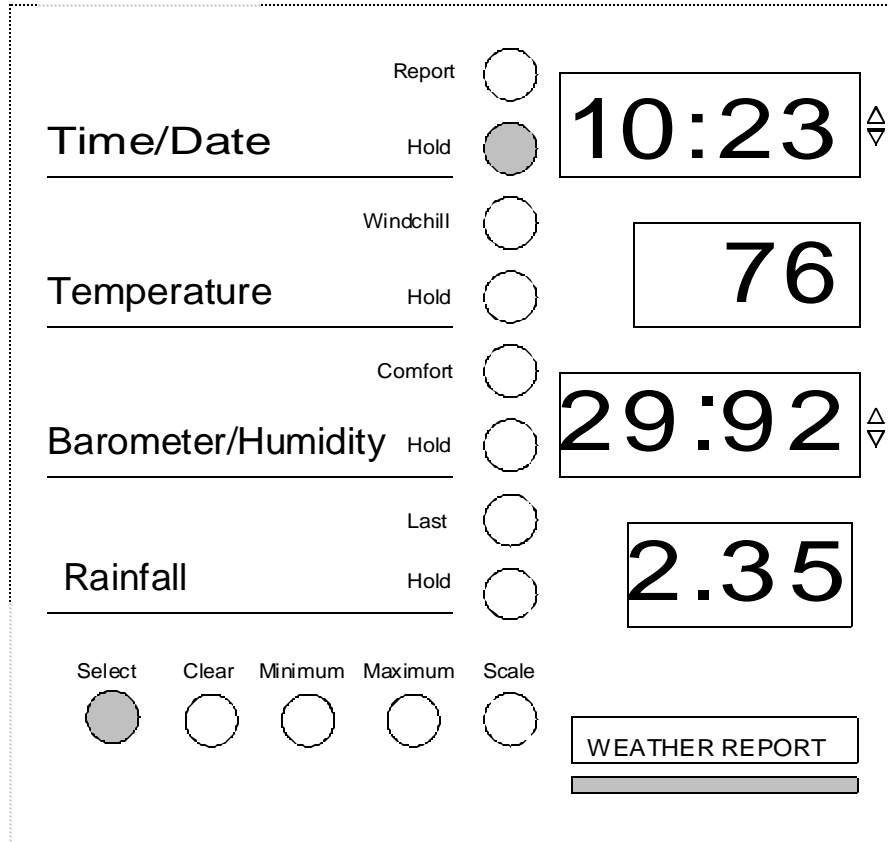 Report
10:23
Time/Date Hold
Windchill
76
Temperature Hold
Comfort
29:92
Barometer/Humidity Hold
Last
2.35
Rainfall Hold
Select Clear Minimum Maximum Scale
WEATHER REPORT